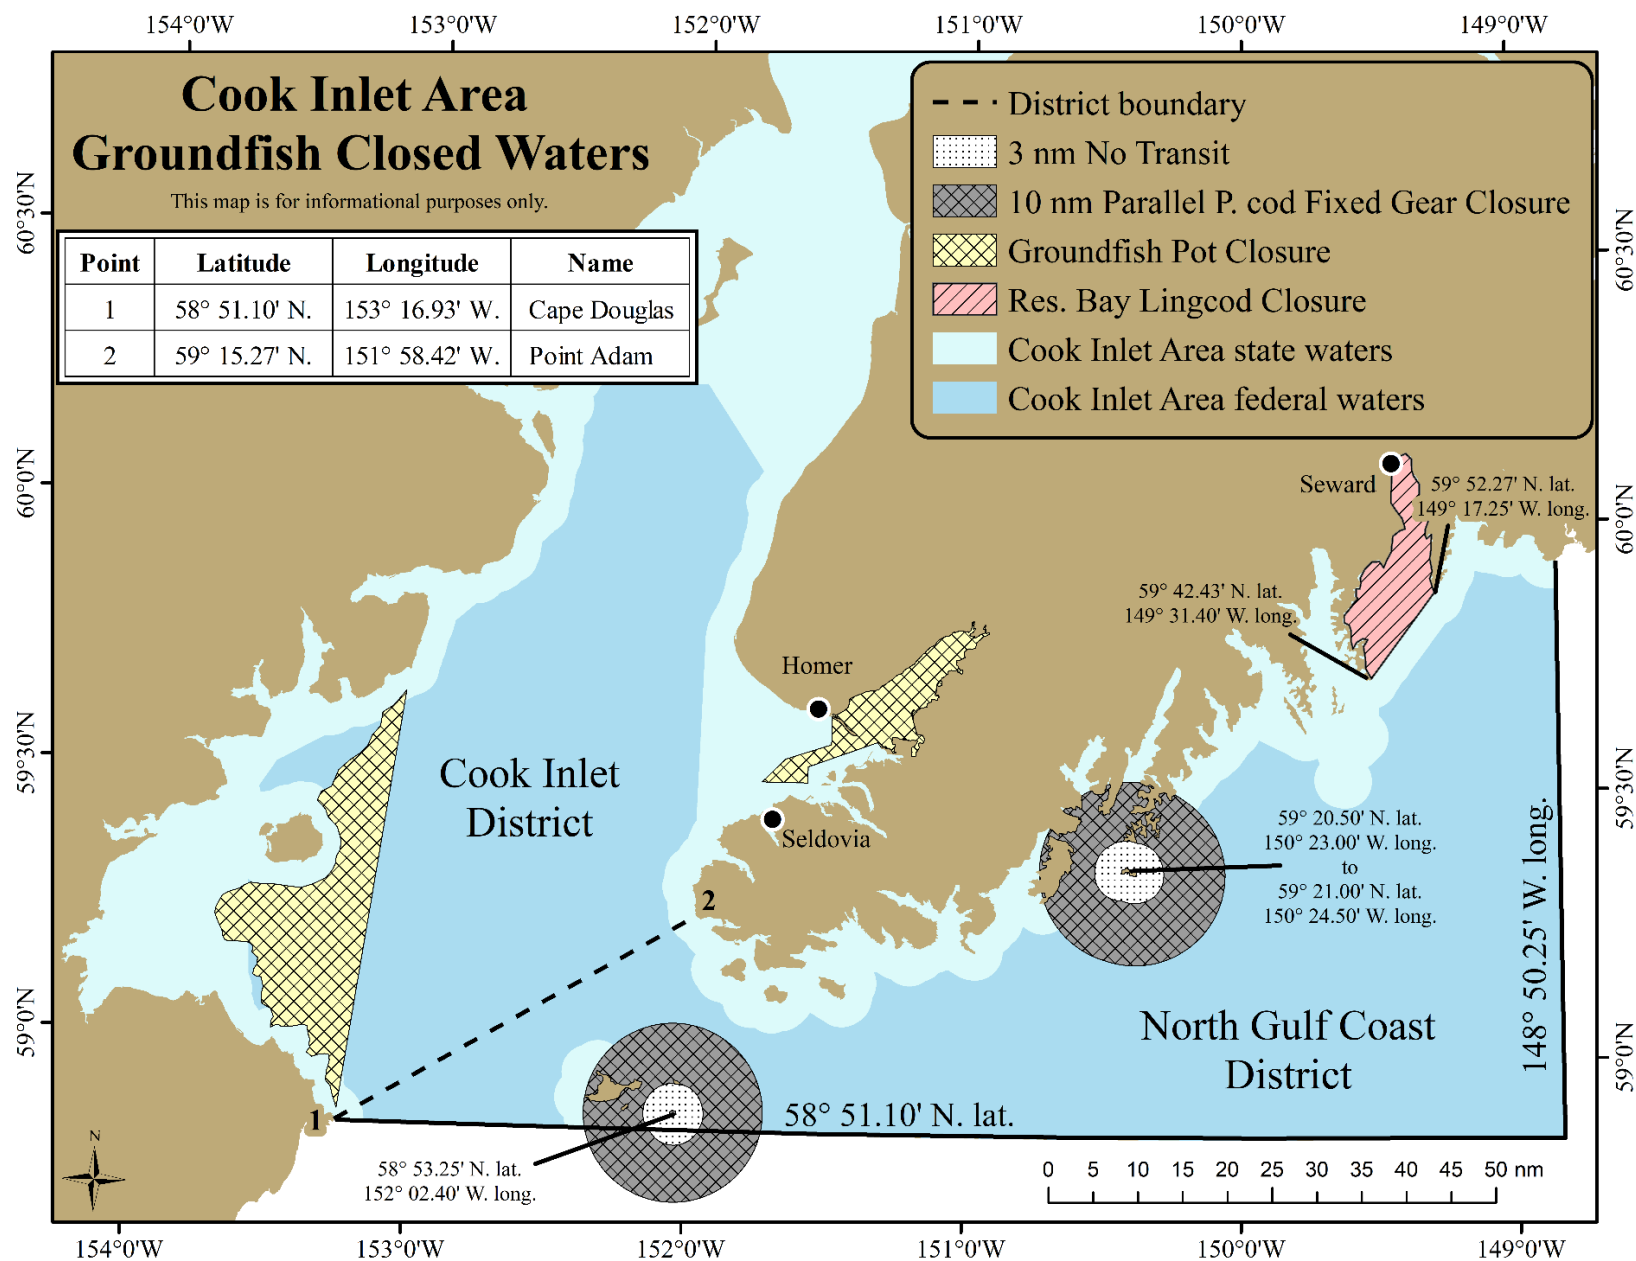 154°0'W 153°0'W 152°0'W 151°0'W 150°0'W 149°0'W
Cook Inlet Area
Groundfish Closed Waters
This map is for informational purposes only.
Point Latitude Longitude Name
1 58° 51.10' N. 153° 16.93' W. Cape Douglas
2 59° 15.27' N. 151° 58.42' W. Point Adam
District boundary
3 nm No Transit
10 nm Parallel P. cod Fixed Gear Closure
Groundfish Pot Closure
Res. Bay Lingcod Closure
Cook Inlet Area state waters
Cook Inlet Area federal waters
60°30'N
60°0'N
59°30'N
59°0'N
60°30'N
60°0'N
59°30'N
59°0'N
Seward
59° 52.27' N. lat.
149° 17.25' W. long.
59° 42.43' N. lat.
149° 31.40' W. long.
Homer
Cook Inlet
District
Seldovia
59° 20.50' N. lat.
150° 23.00' W. long.
to
59° 21.00' N. lat.
150° 24.50' W. long.
148° 50.25' W. long.
2
North Gulf Coast
District
1
58° 51.10' N. lat.
58° 53.25' N. lat.
152° 02.40' W. long.
N
0 5 10 15 20 25 30 35 40 45 50 nm
154°0'W 153°0'W 152°0'W 151°0'W 150°0'W 149°0'W